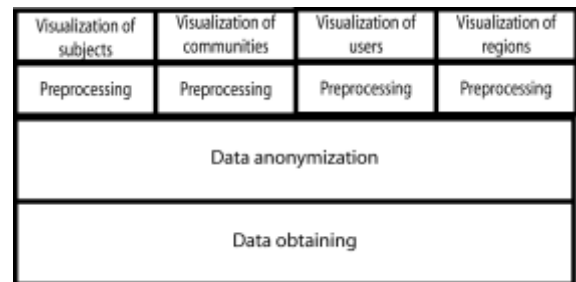 Visualization of
subjects
Visualization of
communities
Visualization of
users
Visualization of
regions
Preprocessing
Preprocessing
Preprocessing
Preprocessing
Data anonymization
Data obtaining